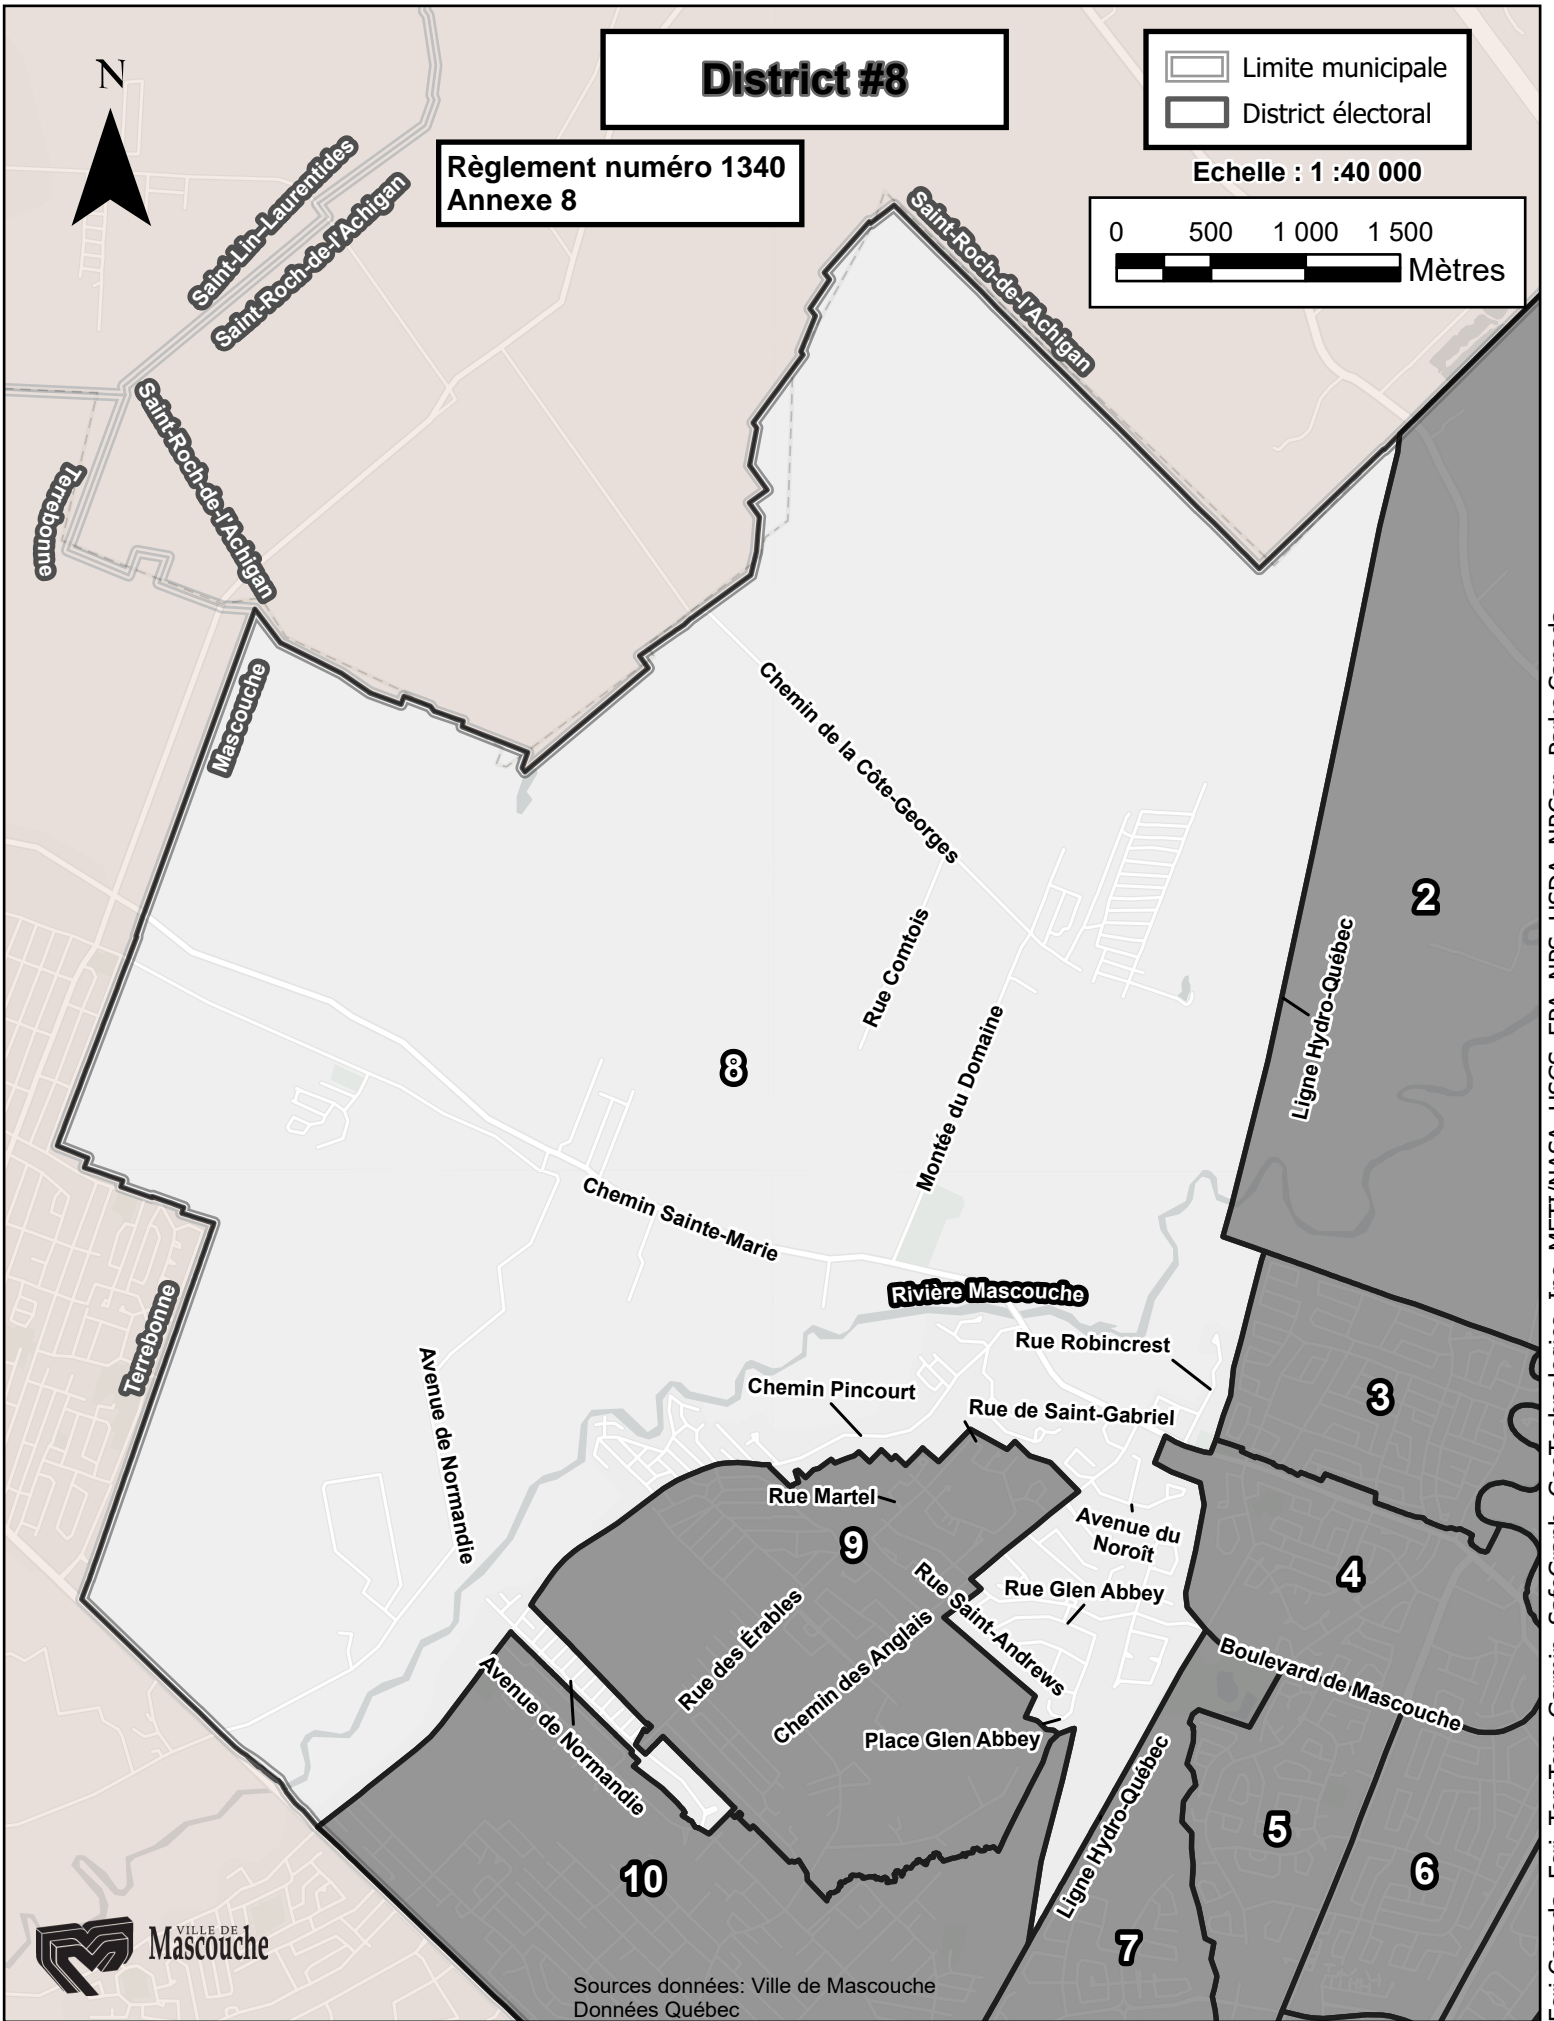 District #8
Limite municipale
District électoral
N
Règlement numéro 1340
Annexe 8
Echelle : 1 :40 000
0 500 1 000 1 500
Mètres
Saint-Lin-Laurentides
Saint-Roch-de-l'Achigan
Saint-Roch-de-l'Achigan
Saint-Roch-de-l'Achigan
Terrebonne
Mascouche
Chemin de la Côte-Georges
2
Rue Comtois
Ligne Hydro-Québec
8
Montée du Domaine
Chemin Sainte-Marie
Rivière Mascouche
Terrebonne
Rue Robincrest
Avenue de Normandie
Chemin Pincourt
3
Rue de Saint-Gabriel
Rue Martel
9
Avenue du
Noroît
4
Rue Saint-Andrews
Rue Glen Abbey
Rue des Érables
Chemin des Anglais
Boulevard de Mascouche
Avenue de Normandie
Place Glen Abbey
Ligne Hydro-Québec
5
10
6
7
VILLE DE
Mascouche
Sources données: Ville de Mascouche
Données Québec